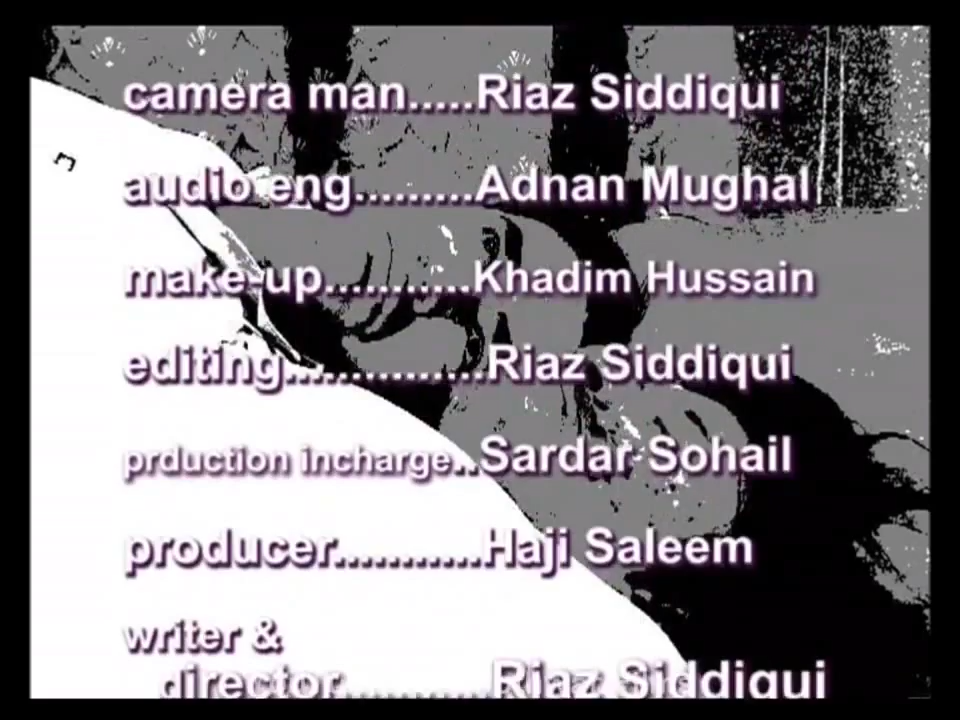 camera man.....Riaz Siddiqui
audio eng.........Adnan Mughal
make-up...........Khadim Hussain
editing................Riaz Siddiqui
prduction incharge..Sardar Sohail
producer...........Haji Saleem
writer &
director...........Riaz Siddiqui